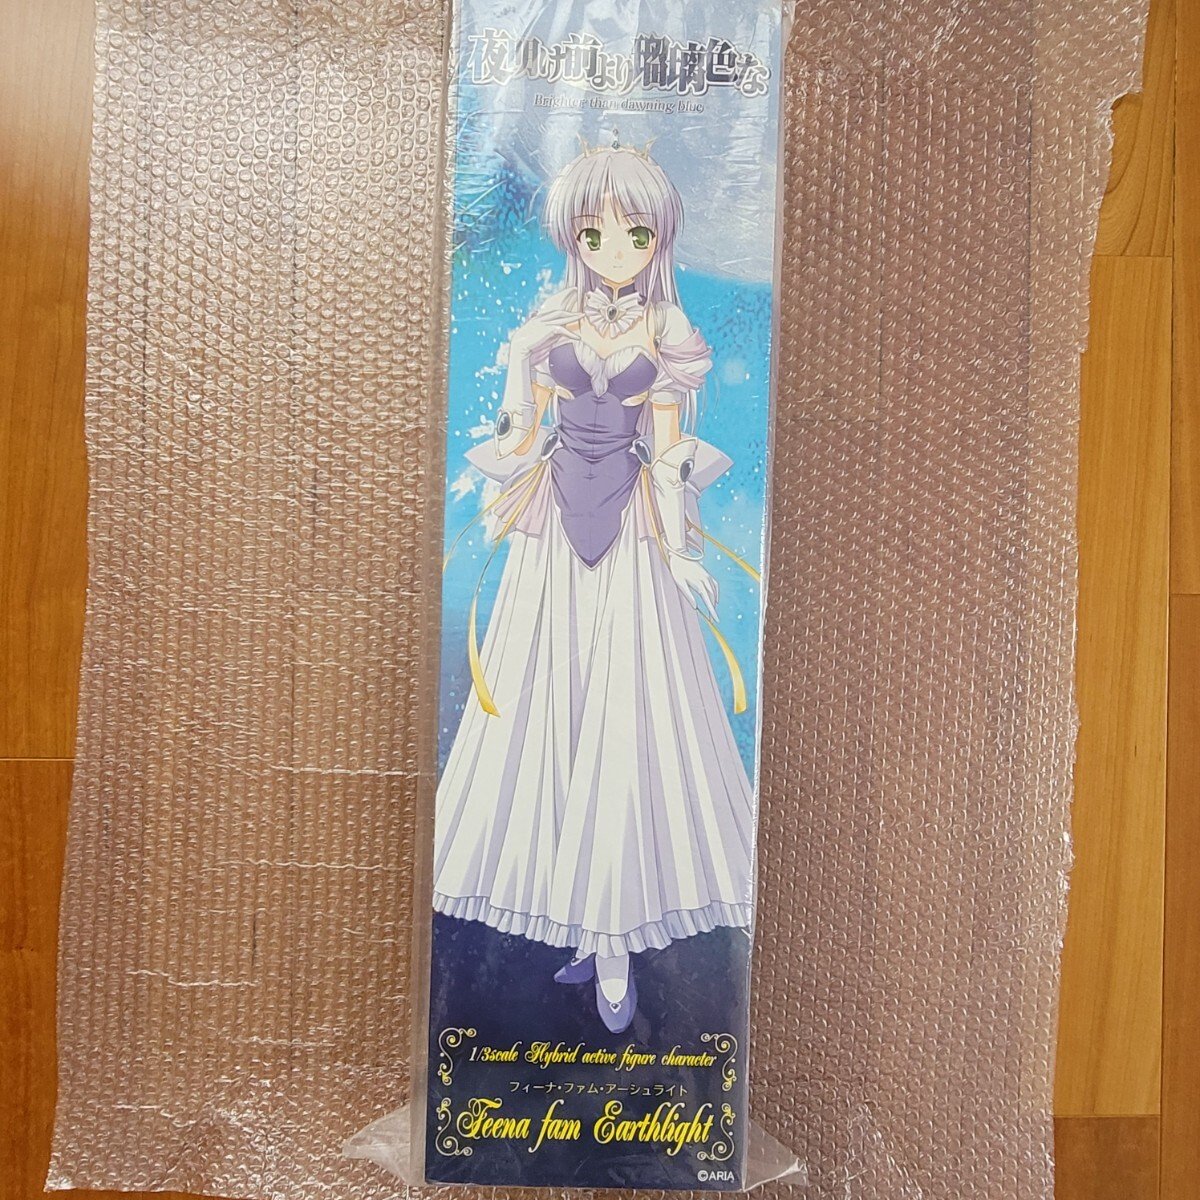 夜明け前より瑠璃色な
Brighter than dawning blue
1/3scale Hybrid active figure character
フィーナ・ファム・アーシュライト
Feena fam Earthlight
©ARIA